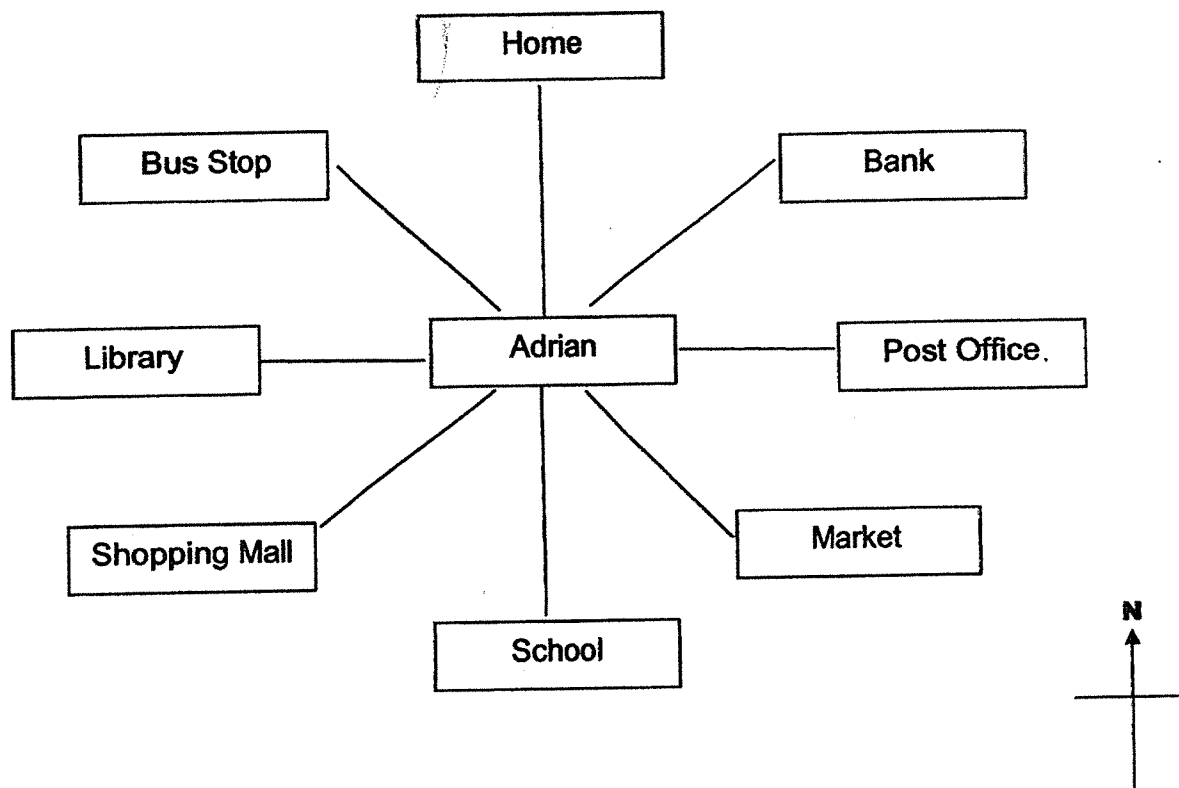 Home
Bus Stop
Bank
Library
Adrian
Post Office.
Shopping Mall
Market
School
N